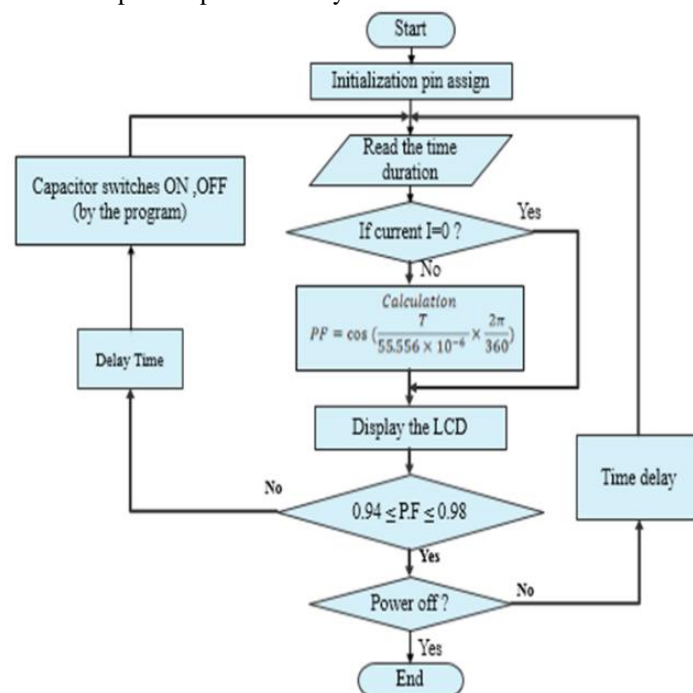 Start
Initialization pin assign
Read the time
duration
If current I=0 ?
Yes
No
Calculation
PF = cos (T / 55.556 × 10⁻⁶ × 2π / 360)
Capacitor switches ON ,OFF
(by the program)
Delay Time
Display the LCD
No
0.94 ≤ P.F ≤ 0.98
Yes
Time delay
Power off ?
No
Yes
End